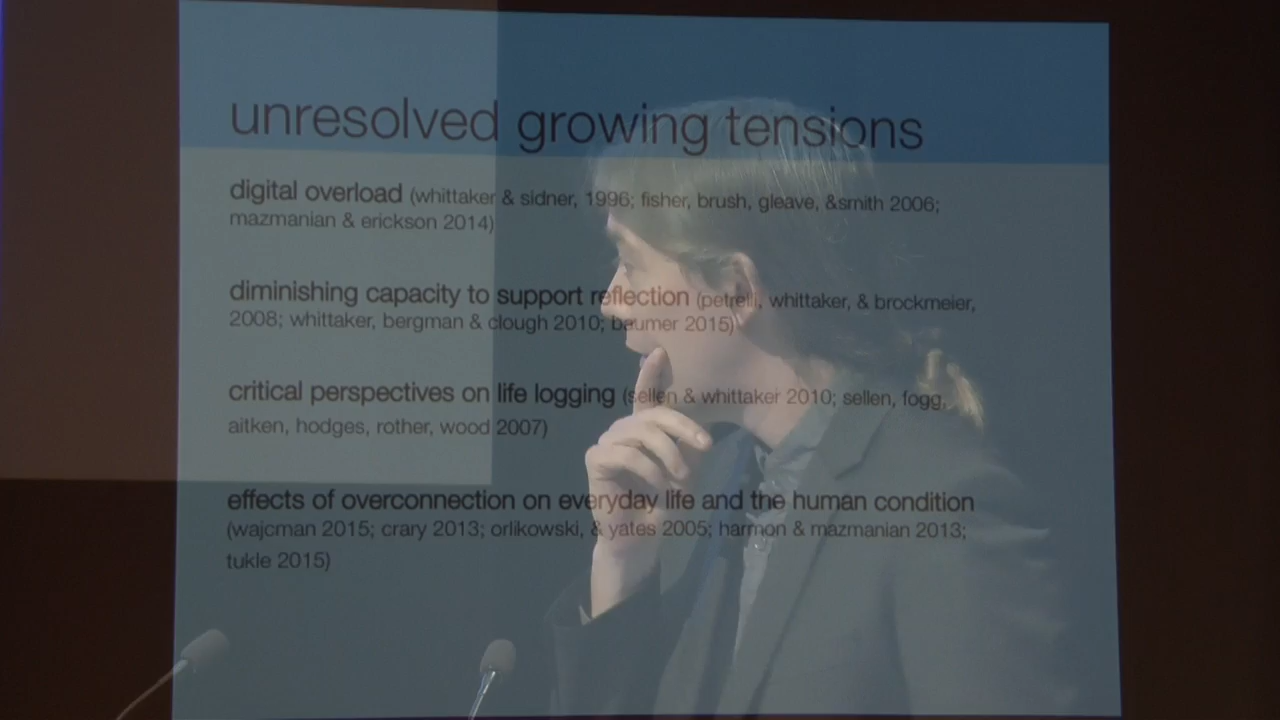 unresolved growing tensions
digital overload (whittaker & sidner, 1996; fisher, brush, gleave, &smith 2006;
mazmanian & erickson 2014)
diminishing capacity to support reflection (petrelli, whittaker, & brockmeier,
2008; whittaker, bergman & clough 2010; baumer 2015)
critical perspectives on life logging (sellen & whittaker 2010; sellen, fogg,
aitken, hodges, rother, wood 2007)
effects of overconnection on everyday life and the human condition
(wajcman 2015; crary 2013; orlikowski, & yates 2005; harmon & mazmanian 2013;
tukle 2015)